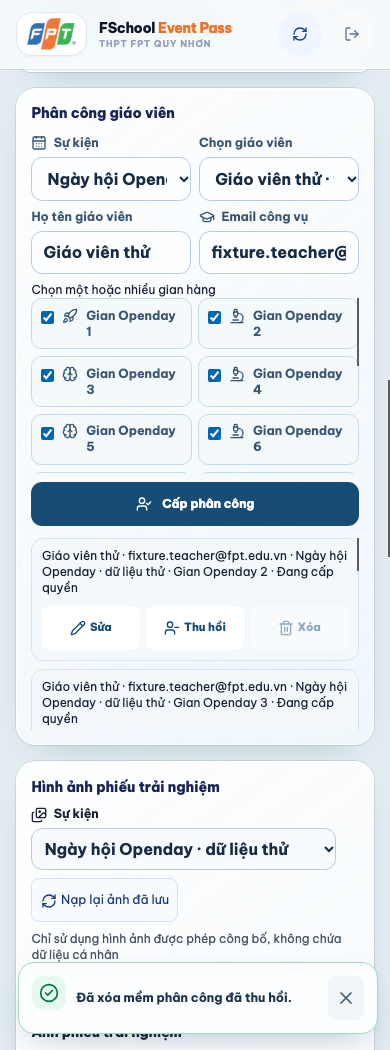 FPT
FSchool Event Pass
THPT FPT QUY NHƠN
Phân công giáo viên
Sự kiện
Chọn giáo viên
Ngày hội Open
Giáo viên thử ·
Họ tên giáo viên
Email công vụ
Giáo viên thử
fixture.teacher@
Chọn một hoặc nhiều gian hàng
Gian Openday
1
Gian Openday
2
Gian Openday
3
Gian Openday
4
Gian Openday
5
Gian Openday
6
Cấp phân công
Giáo viên thử · fixture.teacher@fpt.edu.vn · Ngày hội
Openday · dữ liệu thử · Gian Openday 2 · Đang cấp
quyền
Sửa
Thu hồi
Xóa
Giáo viên thử · fixture.teacher@fpt.edu.vn · Ngày hội
Openday · dữ liệu thử · Gian Openday 3 · Đang cấp
quyền
Hình ảnh phiếu trải nghiệm
Sự kiện
Ngày hội Openday · dữ liệu thử
Nạp lại ảnh đã lưu
Chỉ sử dụng hình ảnh được phép công bố, không chứa
dữ liệu cá nhân
Đã xóa mềm phân công đã thu hồi.
Ảnh phiếu trải nghiệm